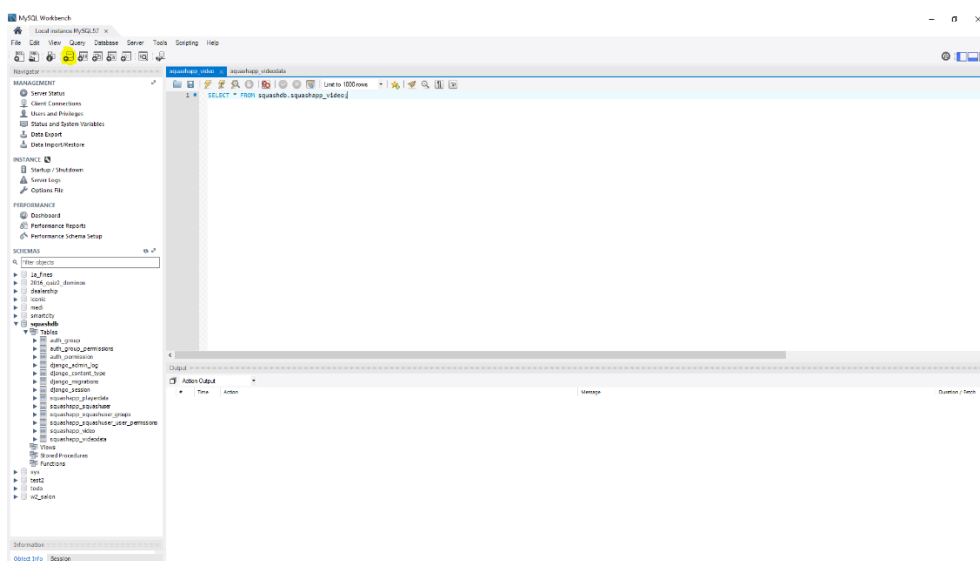 MySQL Workbench
Local instance MySQL57 ×
File Edit View Query Database Server Tools Scripting Help
Navigator
squashapp_video × squashapp_videodata
MANAGEMENT
Server Status
Client Connections
Users and Privileges
Status and System Variables
Data Export
Data Import/Restore
INSTANCE
Startup / Shutdown
Server Logs
Options File
PERFORMANCE
Dashboard
Performance Reports
Performance Schema Setup
SCHEMAS
Filter objects
1a_fines
2016_quiz2_dominos
dealership
iconic
medi
smartcity
squashdb
Tables
auth_group
auth_group_permissions
auth_permission
django_admin_log
django_content_type
django_migrations
django_session
squashapp_playerdata
squashapp_squashuser
squashapp_squashuser_groups
squashapp_squashuser_user_permissions
squashapp_video
squashapp_videodata
Views
Stored Procedures
Functions
sys
test2
todo
w2_salon
Information
Object Info Session
Limit to 1000 rows
1 SELECT * FROM squashdb.squashapp_video;
Output
Action Output
# Time Action Message Duration / Fetch